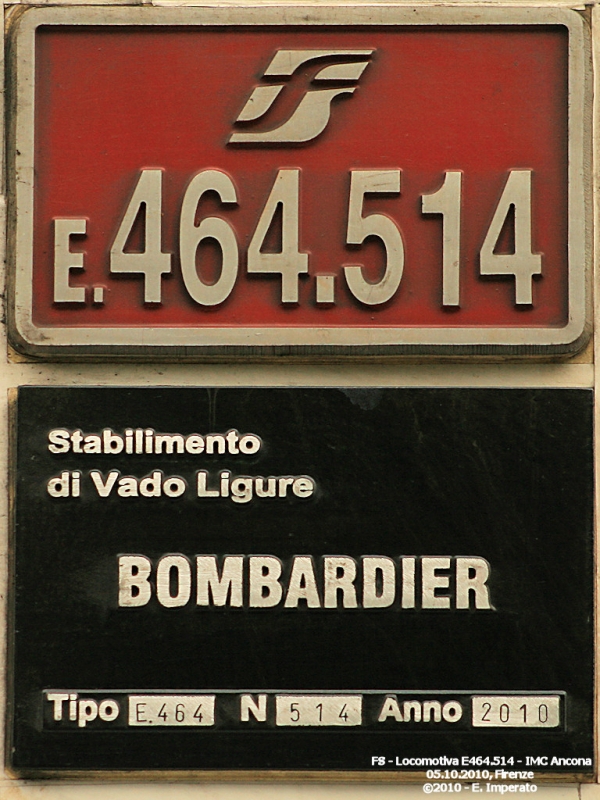 E.464.514
Stabilimento
di Vado Ligure
BOMBARDIER
Tipo E.464 N 514 Anno 2010
FS - Locomotiva E464.514 - IMC Ancona
05.10.2010, Firenze
©2010 - E. Imperato